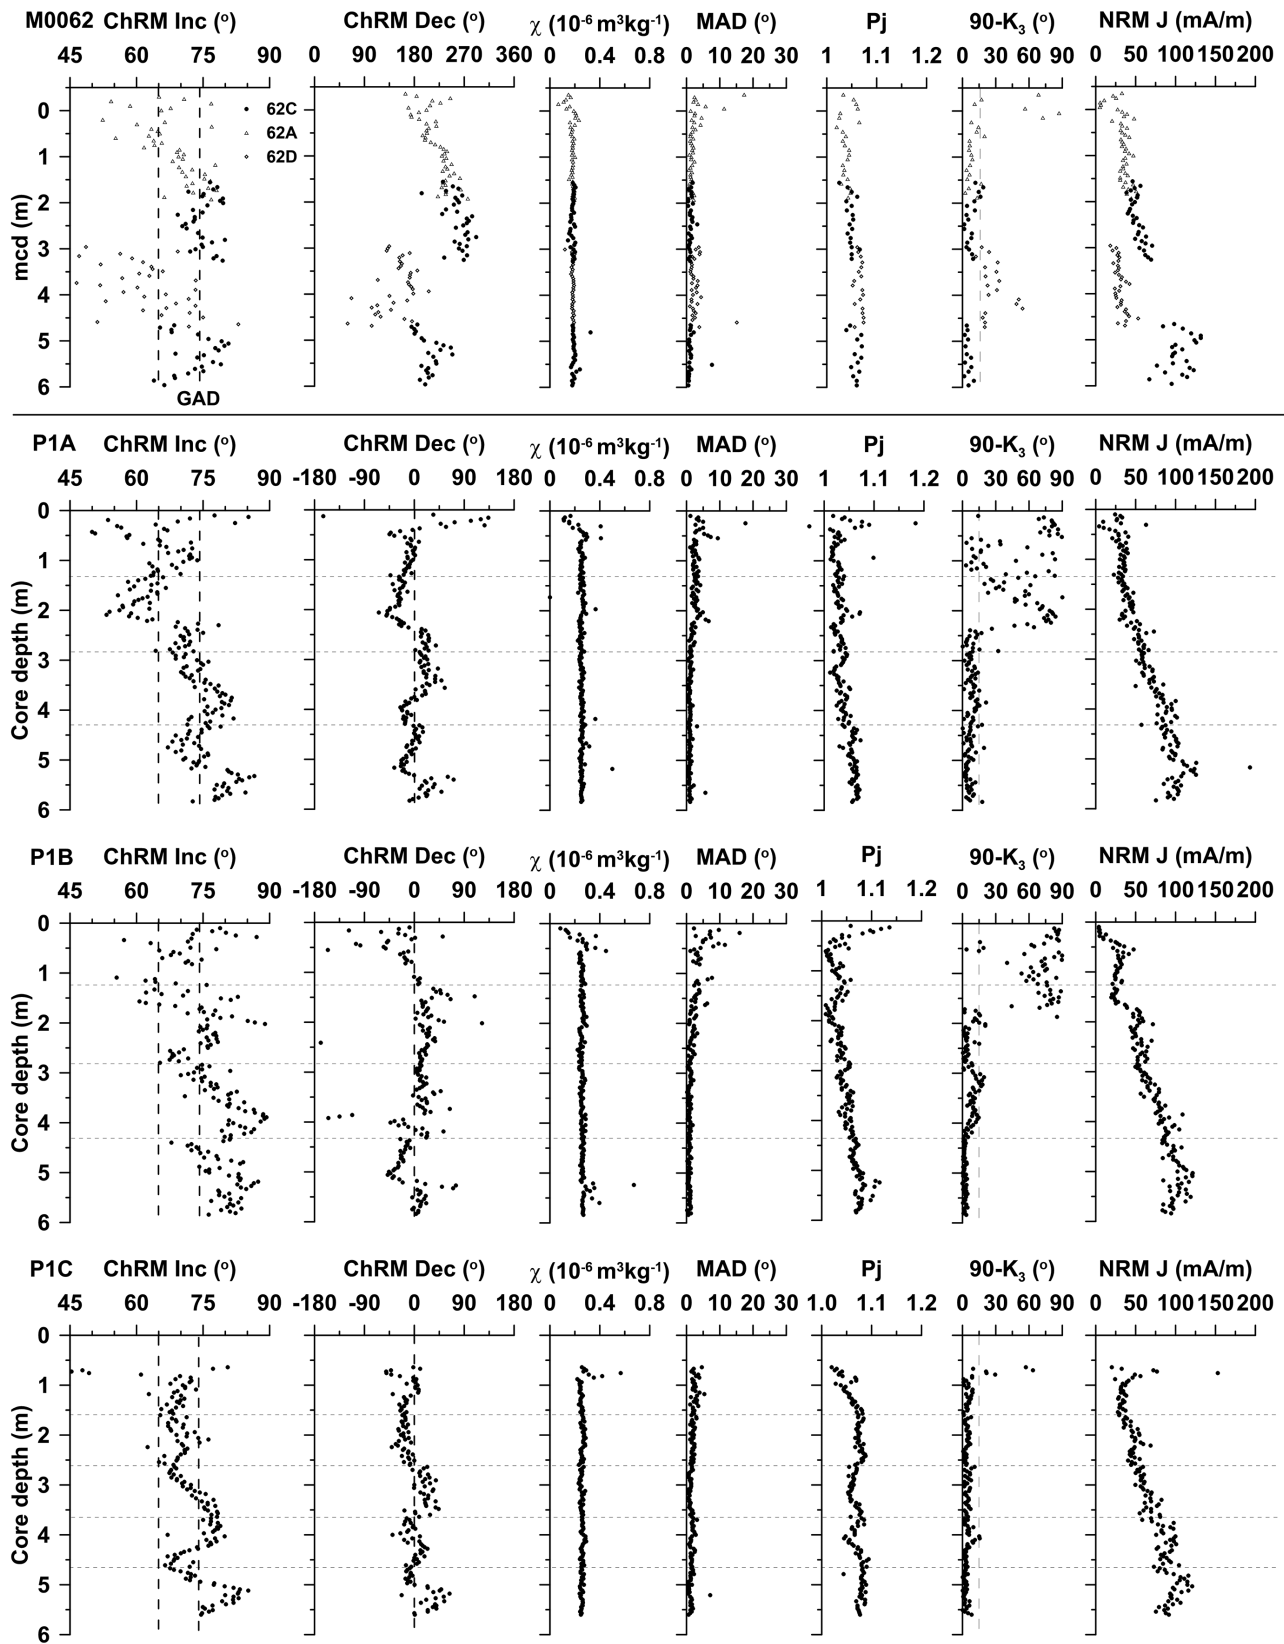 M0062 ChRM Inc (º) ChRM Dec (º) χ (10-6 m3kg-1) MAD (º) Pj 90-K3 (º) NRM J (mA/m)
45 60 75 90 0 90 180 270 360 0 0.4 0.8 0 10 20 30 1 1.1 1.2 0 30 60 90 0 50 100 150 200
mcd (m)
0
62C
62A
1
62D
2
3
4
5
6
GAD
P1A ChRM Inc (º) ChRM Dec (º) χ (10-6 m3kg-1) MAD (º) Pj 90-K3 (º) NRM J (mA/m)
45 60 75 90 -180 -90 0 90 180 0 0.4 0.8 0 10 20 30 1 1.1 1.2 0 30 60 90 0 50 100 150 200
Core depth (m)
0
1
2
3
4
5
6
P1B ChRM Inc (º) ChRM Dec (º) χ (10-6 m3kg-1) MAD (º) Pj 90-K3 (º) NRM J (mA/m)
45 60 75 90 -180 -90 0 90 180 0 0.4 0.8 0 10 20 30 1 1.1 1.2 0 30 60 90 0 50 100 150 200
Core depth (m)
0
1
2
3
4
5
6
P1C ChRM Inc (º) ChRM Dec (º) χ (10-6 m3kg-1) MAD (º) Pj 90-K3 (º) NRM J (mA/m)
45 60 75 90 -180 -90 0 90 180 0 0.4 0.8 0 10 20 30 1.0 1.1 1.2 0 30 60 90 0 50 100 150 200
Core depth (m)
0
1
2
3
4
5
6